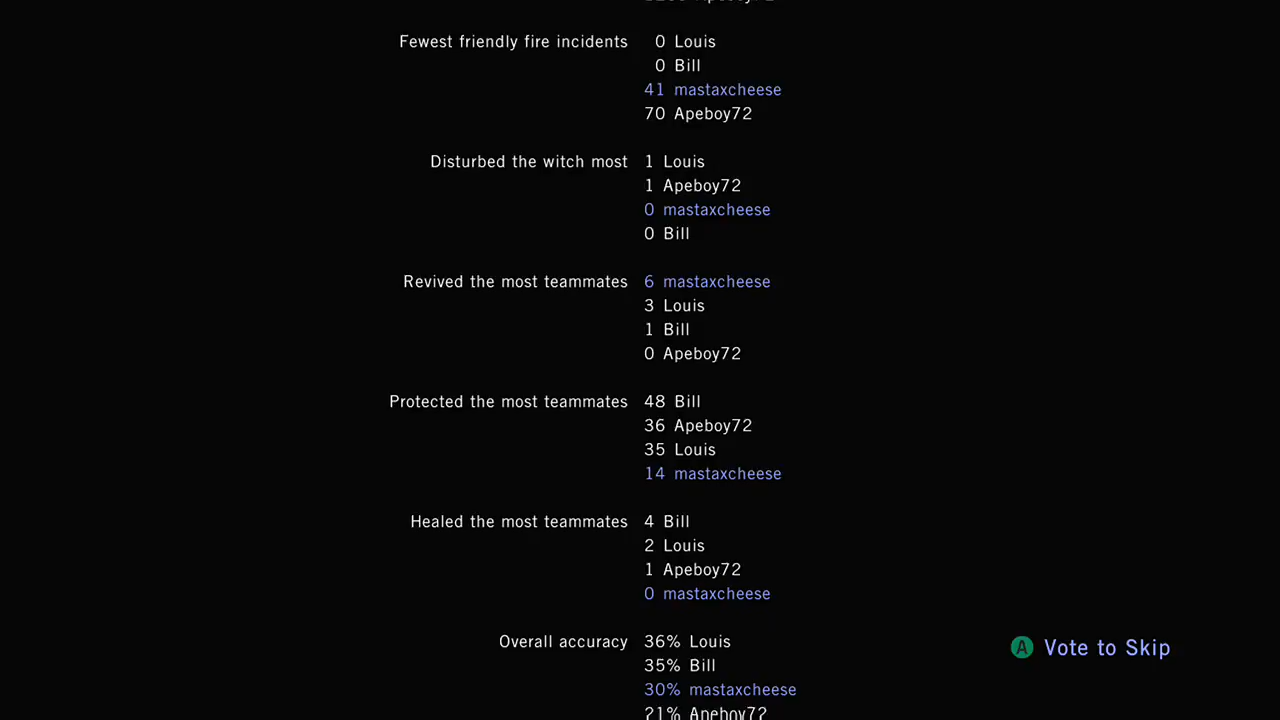 Fewest friendly fire incidents 0 Louis
0 Bill
41 mastaxcheese
70 Apeboy72
Disturbed the witch most 1 Louis
1 Apeboy72
0 mastaxcheese
0 Bill
Revived the most teammates 6 mastaxcheese
3 Louis
1 Bill
0 Apeboy72
Protected the most teammates 48 Bill
36 Apeboy72
35 Louis
14 mastaxcheese
Healed the most teammates 4 Bill
2 Louis
1 Apeboy72
0 mastaxcheese
Overall accuracy 36% Louis
A Vote to Skip
35% Bill
30% mastaxcheese
21% Apeboy72